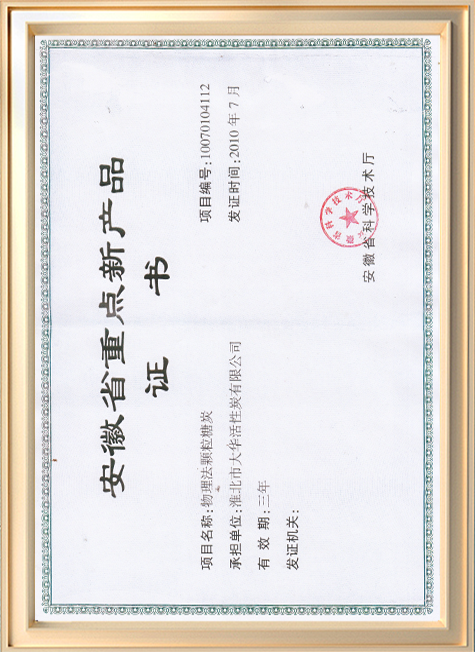 安徽省重点新产品
证 书
项目名称:物理法颗粒糖炭
项目编号:10070104112
承担单位:淮北市大华活性炭有限公司
发证时间:2010 年 7 月
有 效 期:三年
发证机关:
安徽省科学技术厅